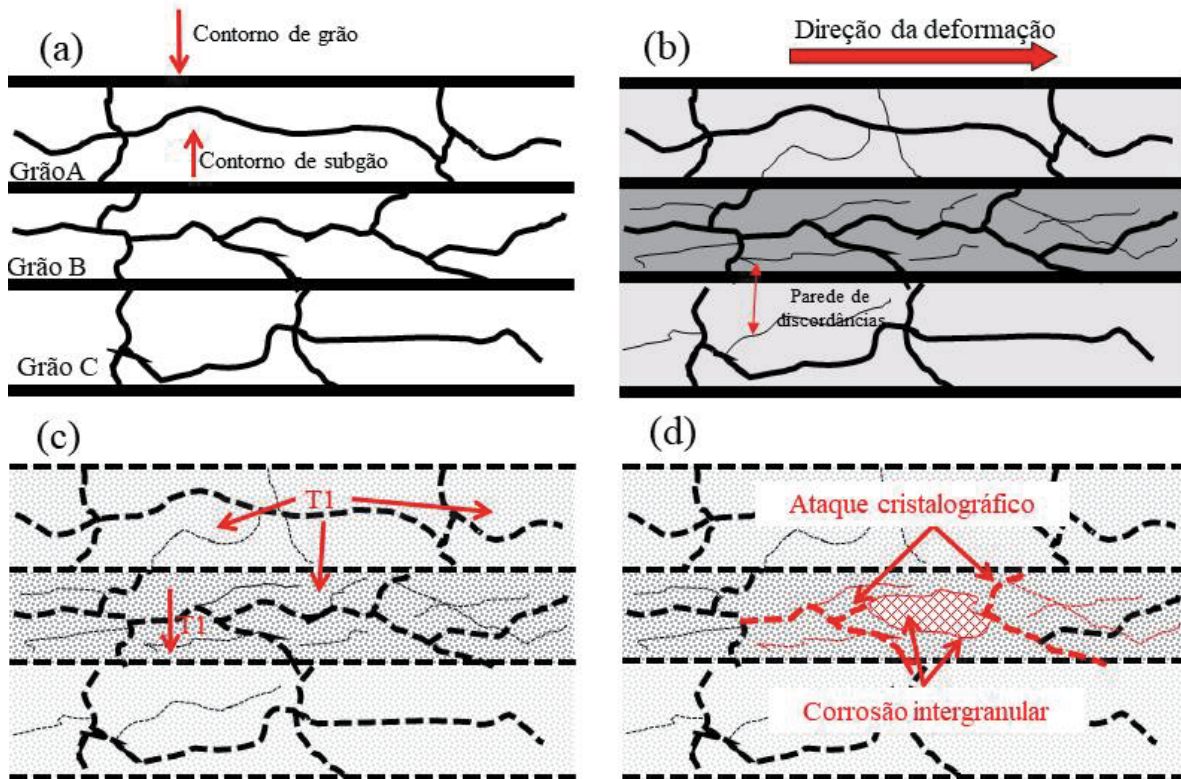 (a)
Contorno de grão
Contorno de subgão
GrãoA
Grão B
Grão C
(b)
Direção da deformação
Parede de
discordâncias
(c)
T1
T1
(d)
Ataque cristalográfico
Corrosão intergranular